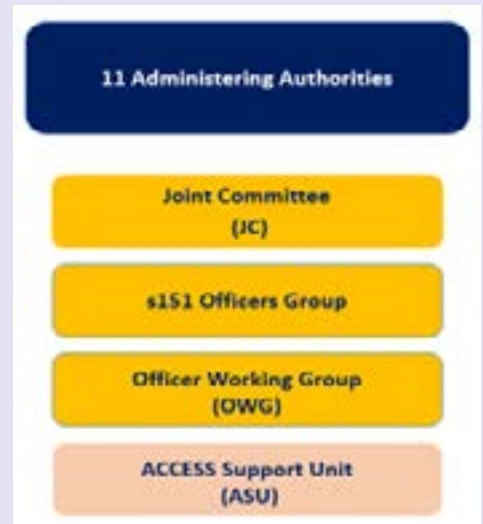 11 Administering Authorities
Joint Committee
(JC)
s151 Officers Group
Officer Working Group
(OWG)
ACCESS Support Unit
(ASU)